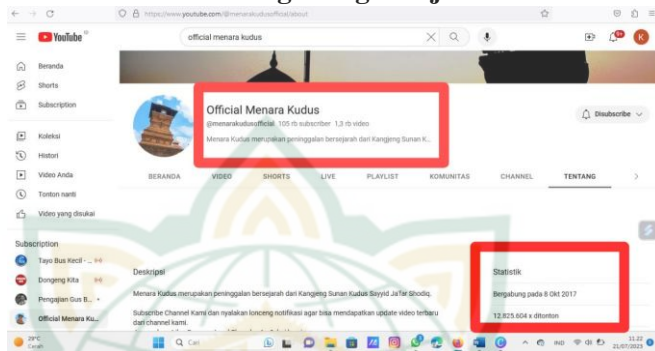 https://www.youtube.com/@menarakudusofficial/about
YouTube ID
official menara kudus
9+
K
Beranda
Shorts
Subscription
Koleksi
Histori
Video Anda
Tonton nanti
Video yang disukai
Subscription
Tayo Bus Kecil - ...
Dongeng Kita
Pengajian Gus B...
Official Menara Ku...
Official Menara Kudus
@menarakudusofficial 105 rb subscriber 1,3 rb video
Menara Kudus merupakan peninggalan bersejarah dari Kangjeng Sunan K...
Disubscribe
BERANDA VIDEO SHORTS LIVE PLAYLIST KOMUNITAS CHANNEL TENTANG
Deskripsi
Menara Kudus merupakan peninggalan bersejarah dari Kangjeng Sunan Kudus Sayyid Ja'far Shodiq.
Subscribe Channel Kami dan nyalakan lonceng notifikasi agar bisa mendapatkan update video terbaru
dari channel kami.
Statistik
Bergabung pada 8 Okt 2017
12.825.604 x ditonton
29°C
Cerah
Cari
IND
11.22
21/07/2023